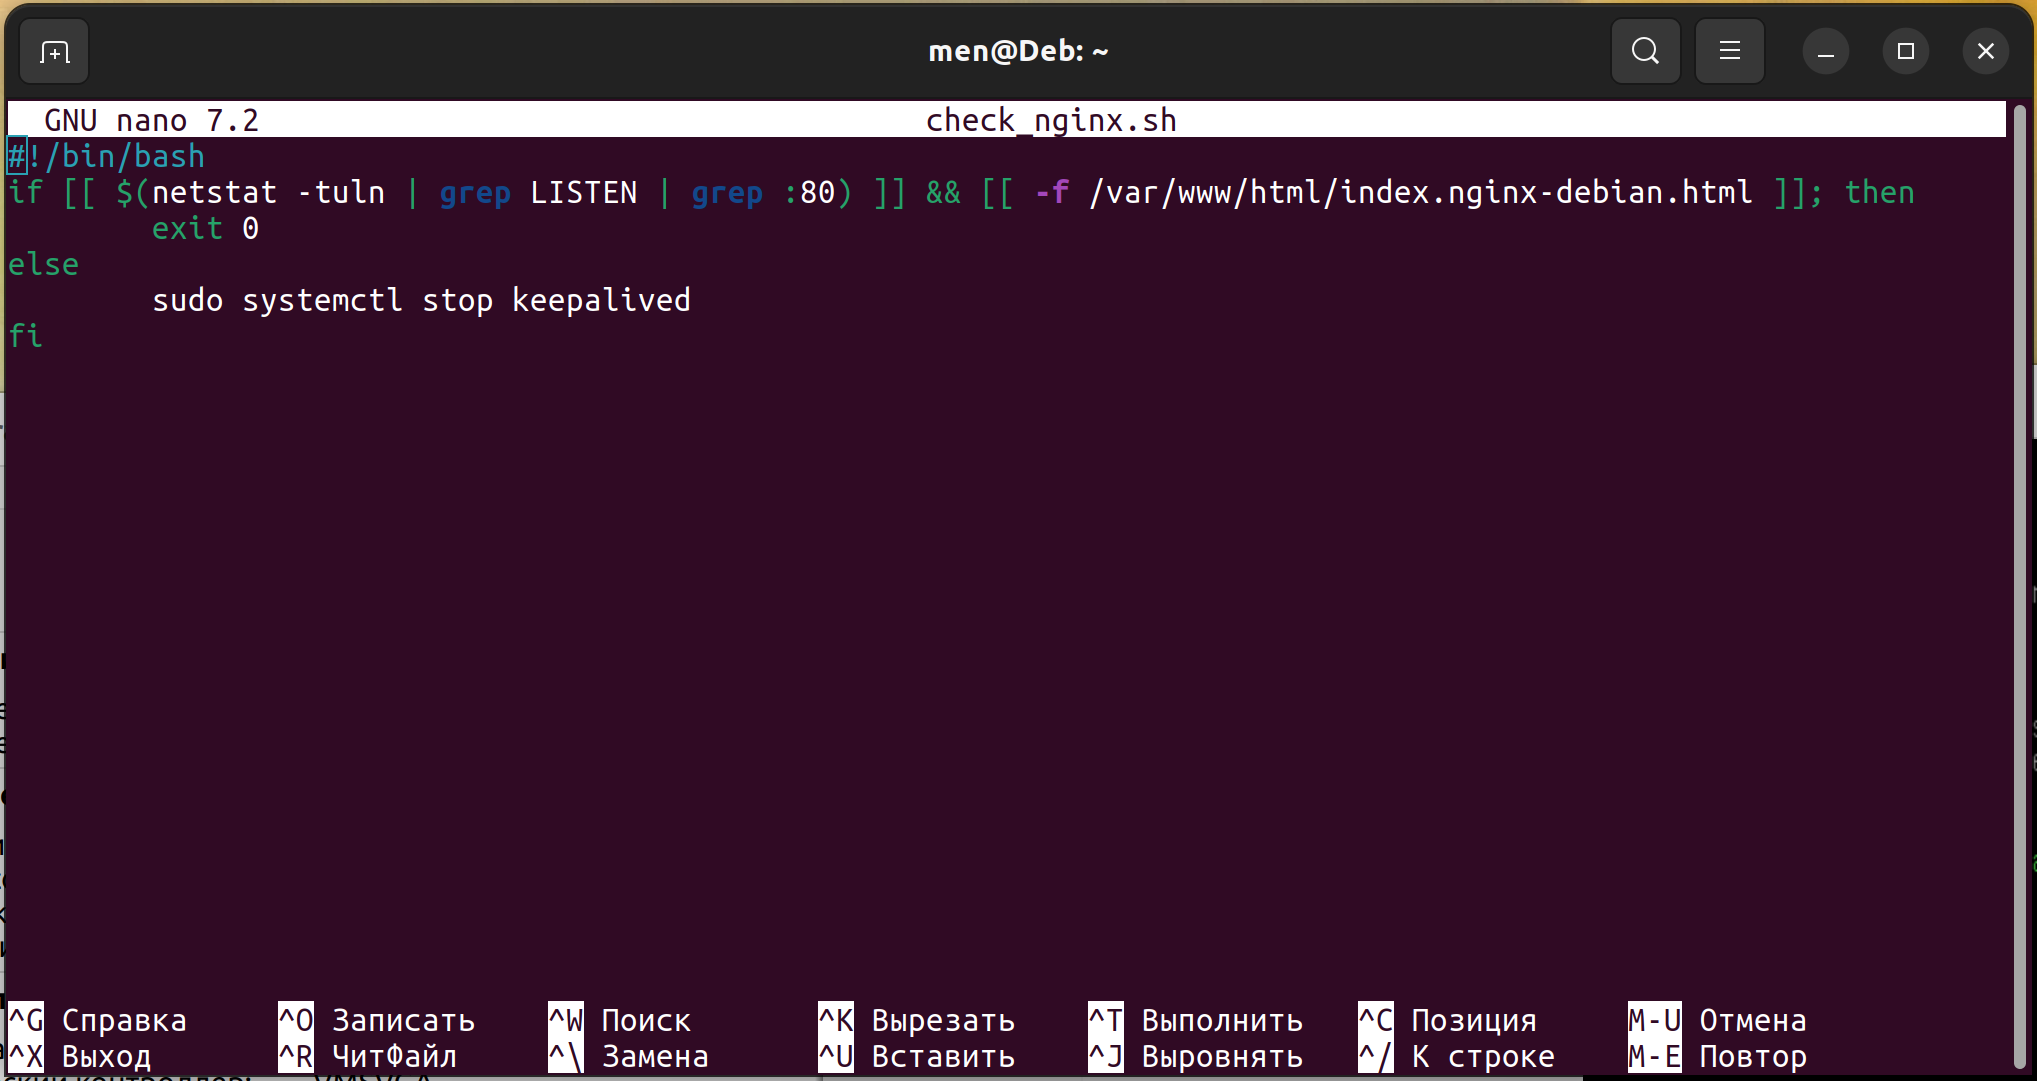 men@Deb: ~
GNU nano 7.2 check_nginx.sh
#!/bin/bash
if [[ $(netstat -tuln | grep LISTEN | grep :80) ]] && [[ -f /var/www/html/index.nginx-debian.html ]]; then
        exit 0
else
        sudo systemctl stop keepalived
fi
^G Справка ^O Записать ^W Поиск ^K Вырезать ^T Выполнить ^C Позиция M-U Отмена
^X Выход ^R ЧитФайл ^\ Замена ^U Вставить ^J Выровнять ^/ К строке M-E Повтор